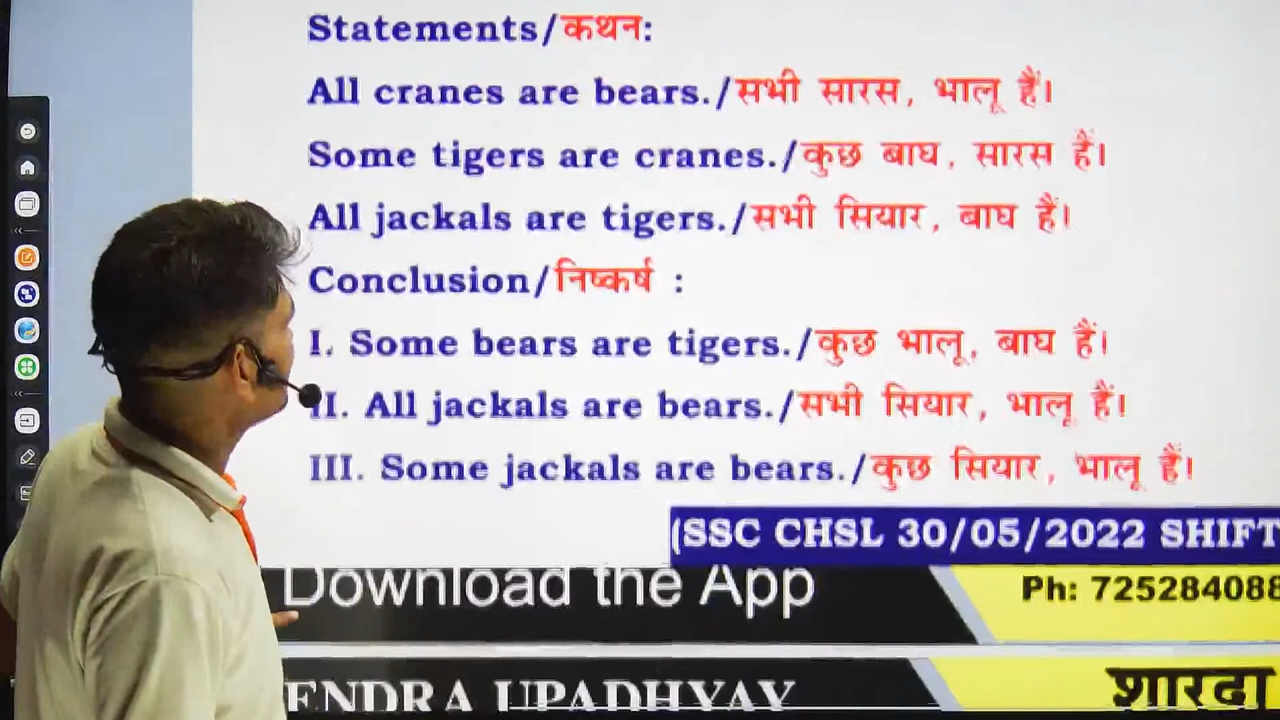 Statements/कथन:
All cranes are bears./सभी सारस, भालू हैं।
Some tigers are cranes./कुछ बाघ, सारस हैं।
All jackals are tigers./सभी सियार, बाघ हैं।
Conclusion/निष्कर्ष :
I. Some bears are tigers./कुछ भालू, बाघ हैं।
II. All jackals are bears./सभी सियार, भालू हैं।
III. Some jackals are bears./कुछ सियार, भालू हैं।
(SSC CHSL 30/05/2022 SHIFT
Download the App
Ph: 725284088
ENDRA UPADHYAY
शारदा